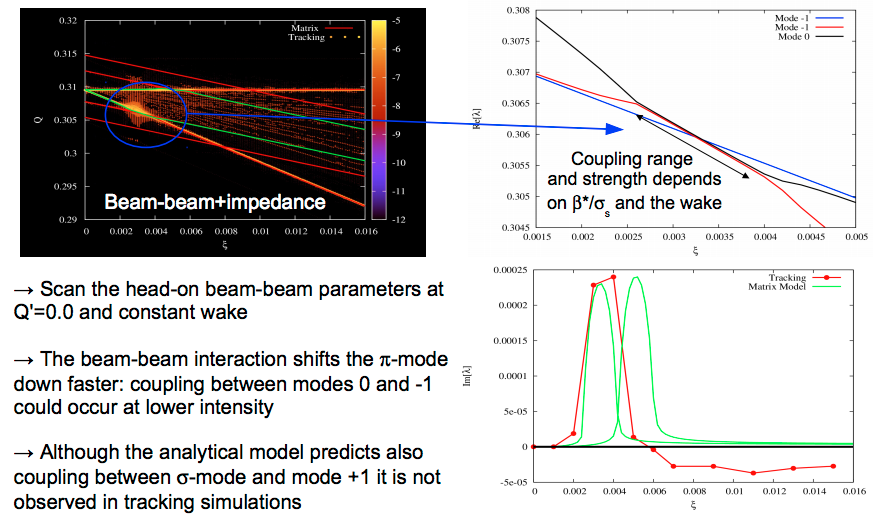 0.32
0.315
0.31
0.305
0.3
0.295
0.29
Q
Matrix
Tracking
Beam-beam+impedance
0 0.002 0.004 0.006 0.008 0.01 0.012 0.014 0.016
ξ
-5
-6
-7
-8
-9
-10
-11
-12
0.308
0.3075
0.307
0.3065
0.306
0.3055
0.305
0.3045
Re[λ]
Mode -1
Mode -1
Mode 0
Coupling range
and strength depends
on β*/σs and the wake
0.0015 0.002 0.0025 0.003 0.0035 0.004 0.0045 0.005
ξ
→ Scan the head-on beam-beam parameters at
Q'=0.0 and constant wake
→ The beam-beam interaction shifts the π-mode
down faster: coupling between modes 0 and -1
could occur at lower intensity
→ Although the analytical model predicts also
coupling between σ-mode and mode +1 it is not
observed in tracking simulations
0.00025
0.0002
0.00015
0.0001
5e-05
0
-5e-05
Im[λ]
Tracking
Matrix Model
0 0.002 0.004 0.006 0.008 0.01 0.012 0.014 0.016
ξ